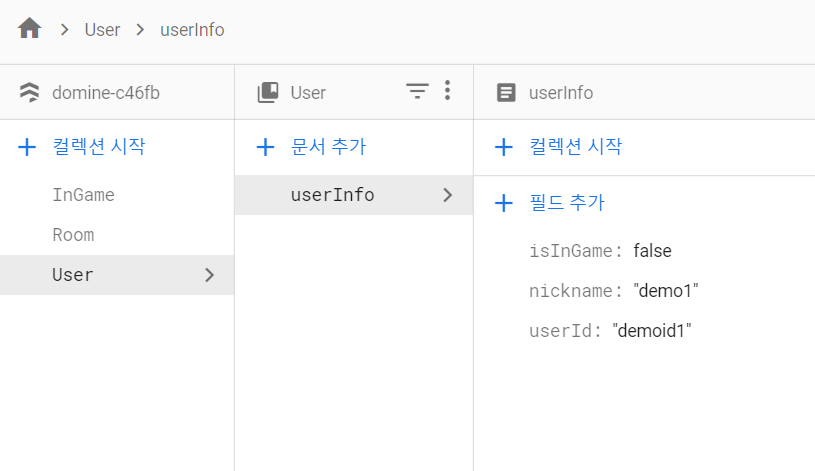 User
userInfo
domine-c46fb
User
userInfo
컬렉션 시작
문서 추가
컬렉션 시작
InGame
Room
User
userInfo
필드 추가
isInGame: false
nickname: "demo1"
userId: "demoid1"